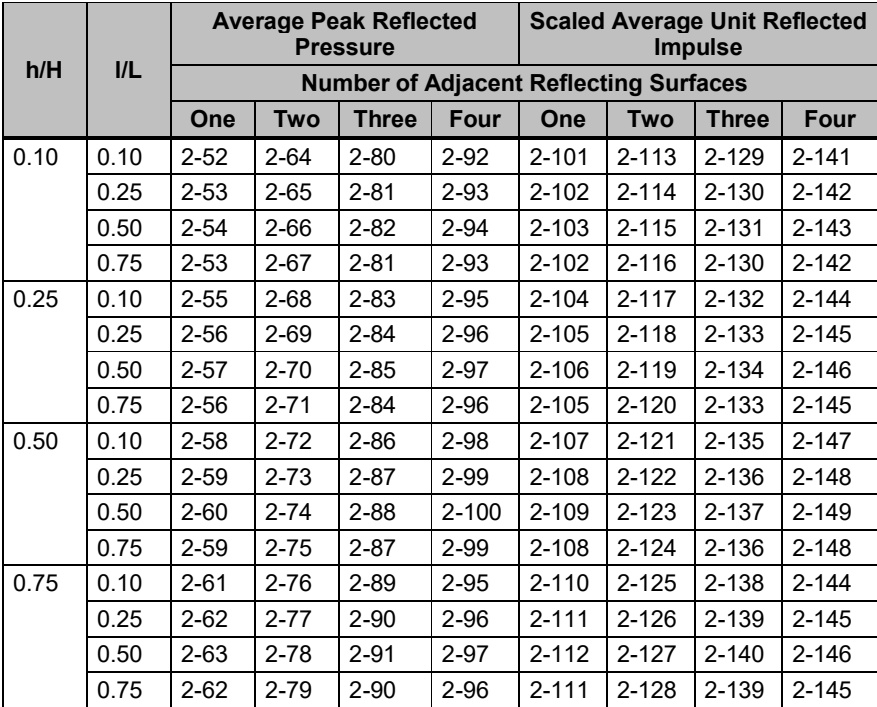 h/H l/L Average Peak Reflected Pressure Scaled Average Unit Reflected Impulse
Number of Adjacent Reflecting Surfaces
One Two Three Four One Two Three Four
0.10 0.10 2-52 2-64 2-80 2-92 2-101 2-113 2-129 2-141
0.25 2-53 2-65 2-81 2-93 2-102 2-114 2-130 2-142
0.50 2-54 2-66 2-82 2-94 2-103 2-115 2-131 2-143
0.75 2-53 2-67 2-81 2-93 2-102 2-116 2-130 2-142
0.25 0.10 2-55 2-68 2-83 2-95 2-104 2-117 2-132 2-144
0.25 2-56 2-69 2-84 2-96 2-105 2-118 2-133 2-145
0.50 2-57 2-70 2-85 2-97 2-106 2-119 2-134 2-146
0.75 2-56 2-71 2-84 2-96 2-105 2-120 2-133 2-145
0.50 0.10 2-58 2-72 2-86 2-98 2-107 2-121 2-135 2-147
0.25 2-59 2-73 2-87 2-99 2-108 2-122 2-136 2-148
0.50 2-60 2-74 2-88 2-100 2-109 2-123 2-137 2-149
0.75 2-59 2-75 2-87 2-99 2-108 2-124 2-136 2-148
0.75 0.10 2-61 2-76 2-89 2-95 2-110 2-125 2-138 2-144
0.25 2-62 2-77 2-90 2-96 2-111 2-126 2-139 2-145
0.50 2-63 2-78 2-91 2-97 2-112 2-127 2-140 2-146
0.75 2-62 2-79 2-90 2-96 2-111 2-128 2-139 2-145